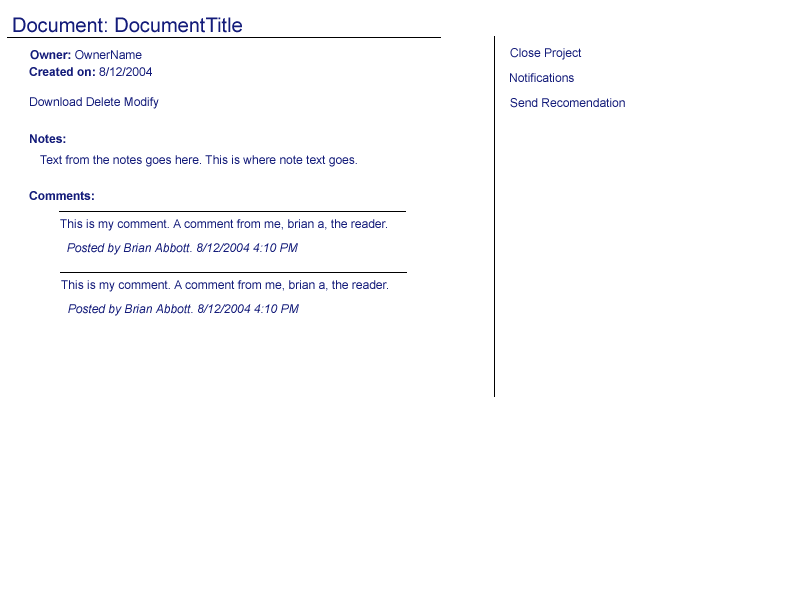 Document: DocumentTitle
Owner: OwnerName
Created on: 8/12/2004
Download Delete Modify
Notes:
Text from the notes goes here. This is where note text goes.
Comments:
This is my comment. A comment from me, brian a, the reader.
Posted by Brian Abbott. 8/12/2004 4:10 PM
This is my comment. A comment from me, brian a, the reader.
Posted by Brian Abbott. 8/12/2004 4:10 PM
Close Project
Notifications
Send Recomendation